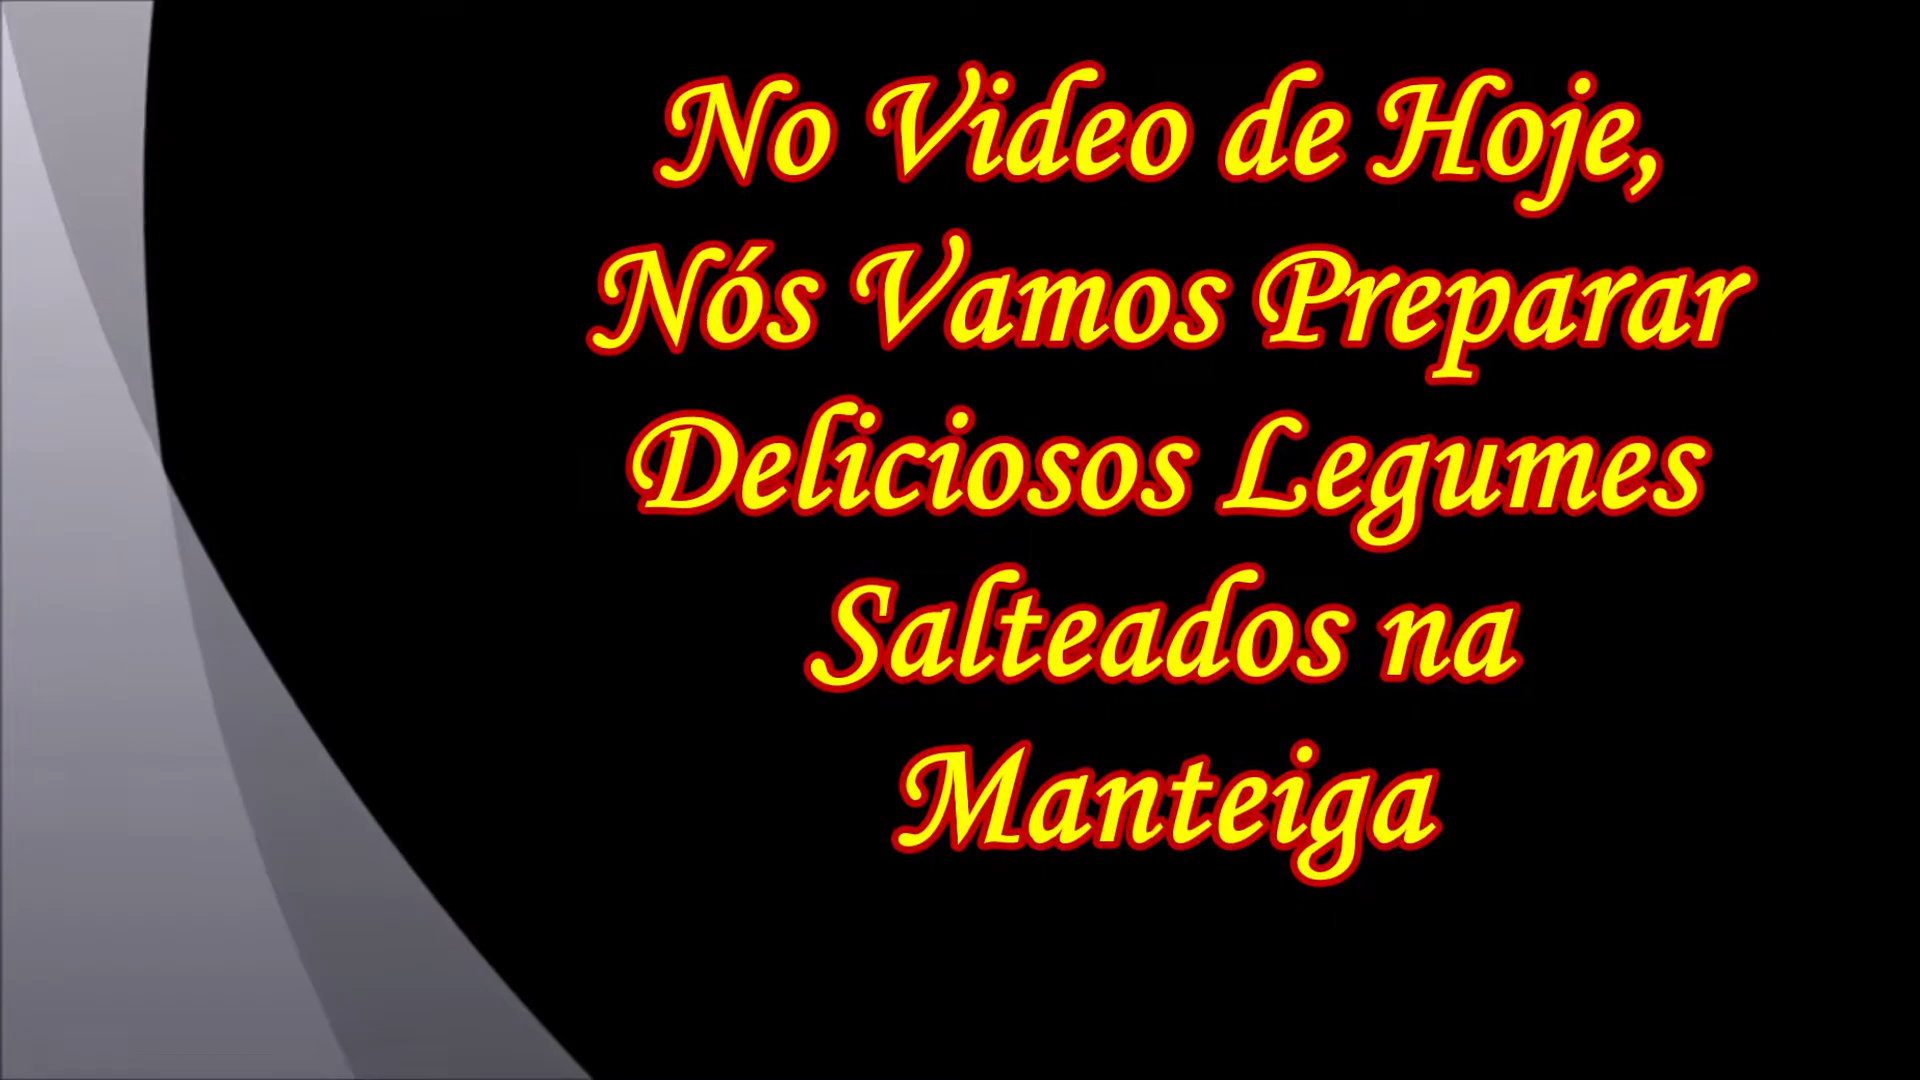 No Video de Hoje,
Nós Vamos Preparar
Deliciosos Legumes
Salteados na
Manteiga